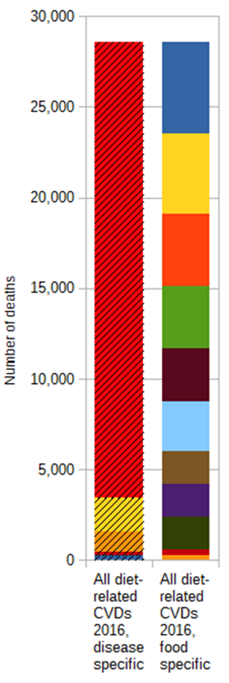 30,000
25,000
20,000
15,000
10,000
5,000
0
Number of deaths
All diet-
related
CVDs
2016,
disease
specific
All diet-
related
CVDs
2016,
food
specific